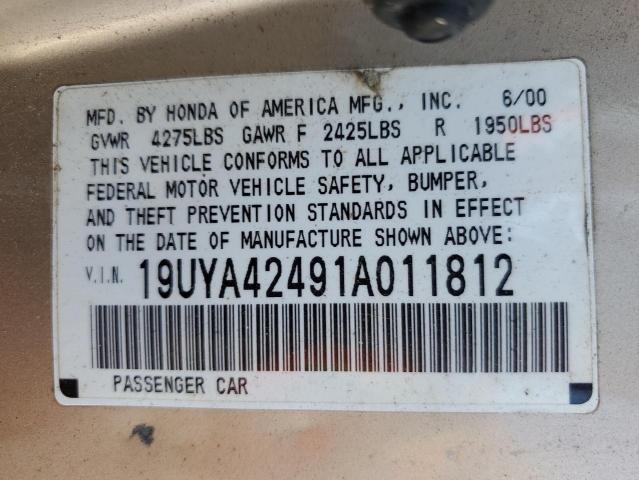 MFD. BY HONDA OF AMERICA MFG., INC. 6/00
GVWR 4275LBS GAWR F 2425LBS R 1950LBS
THIS VEHICLE CONFORMS TO ALL APPLICABLE
FEDERAL MOTOR VEHICLE SAFETY, BUMPER,
AND THEFT PREVENTION STANDARDS IN EFFECT
ON THE DATE OF MANUFACTURE SHOWN ABOVE:
V.I.N. 19UYA42491A011812
PASSENGER CAR